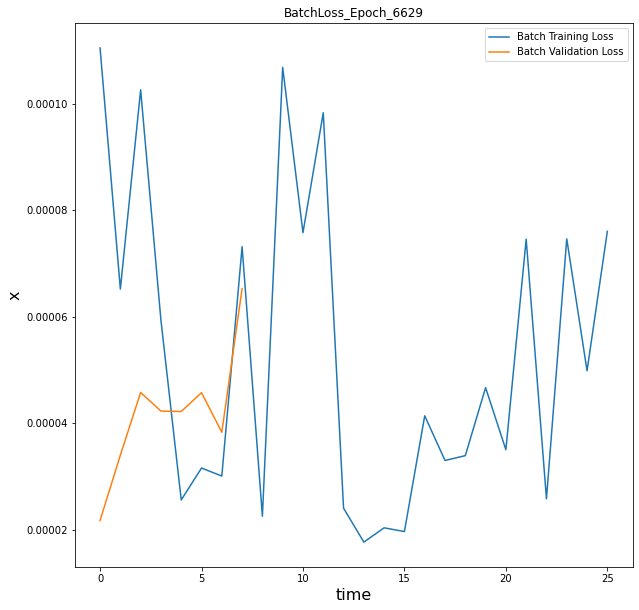 BatchLoss_Epoch_6629
Batch Training Loss
Batch Validation Loss
0.00010
0.00008
0.00006
0.00004
0.00002
x
0 5 10 15 20 25
time